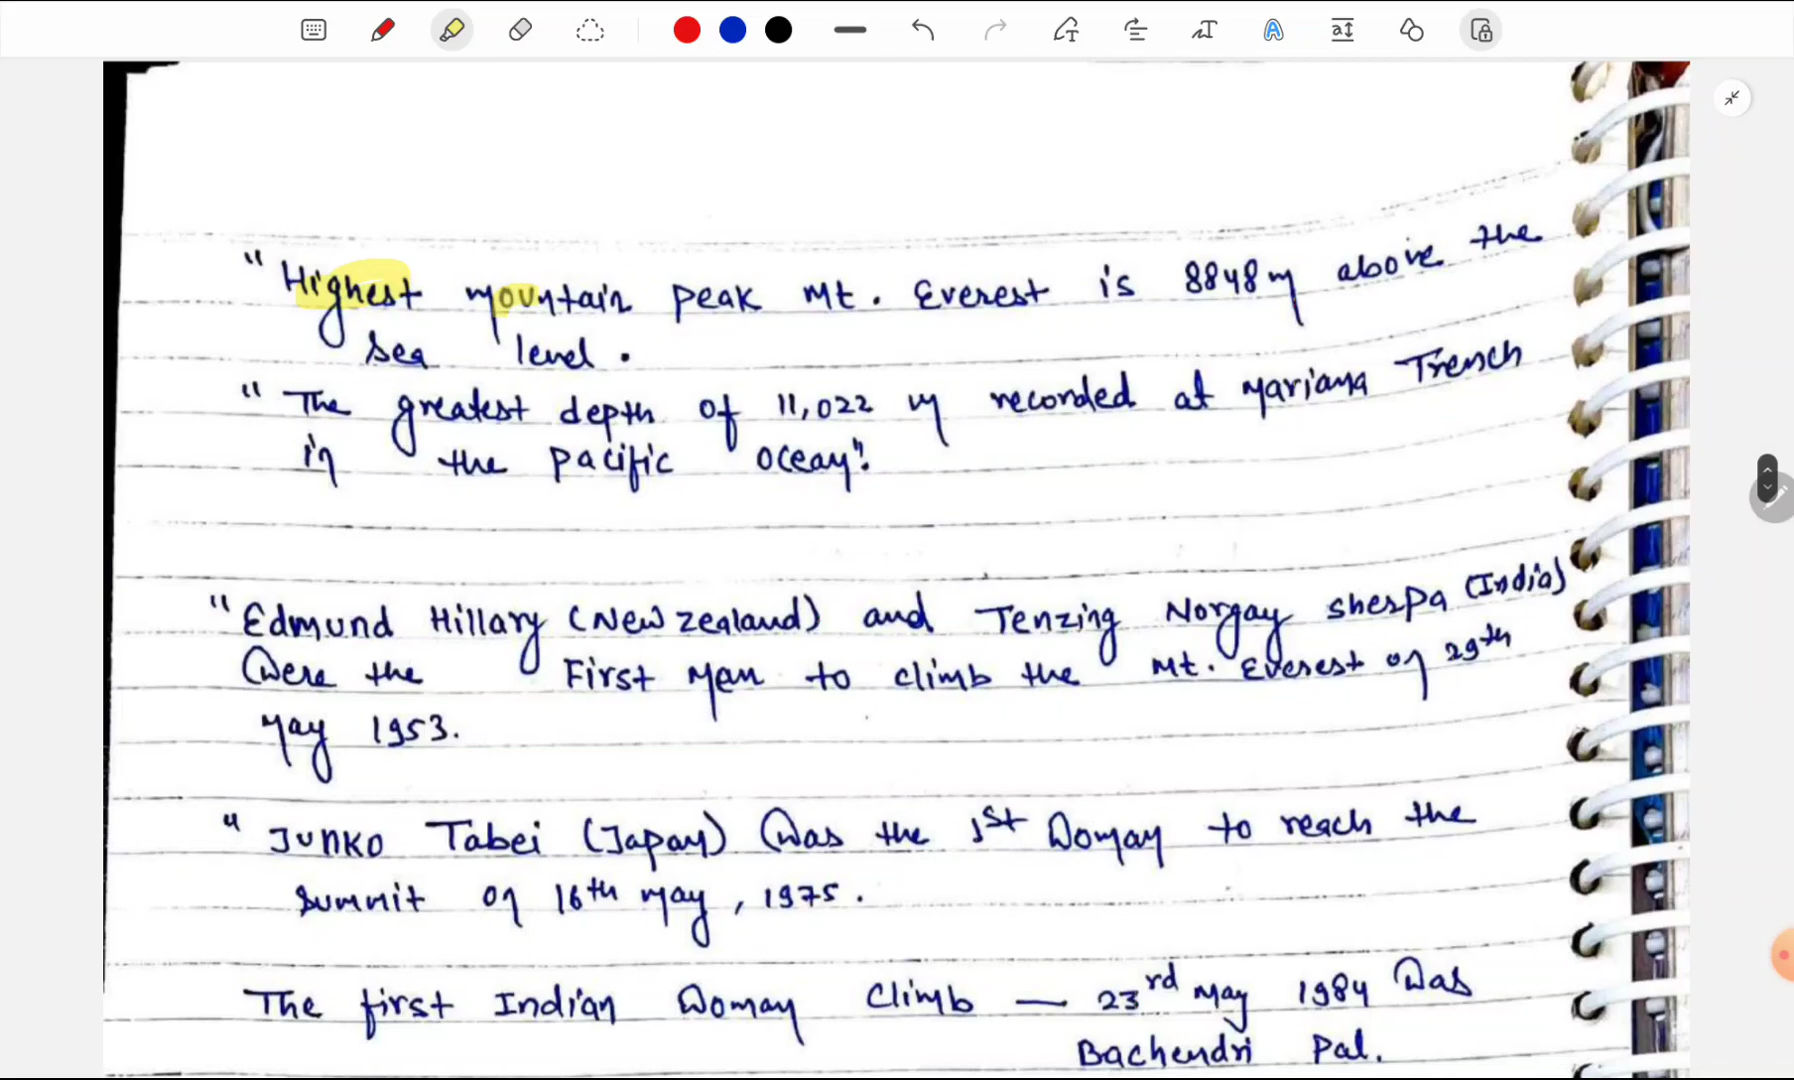 "Highest mountain peak Mt. Everest is 8848m above the
sea level.
"The greatest depth of 11,022 m recorded at Mariana Trench
in the Pacific Ocean".
"Edmund Hillary (New Zealand) and Tenzing Norgay Sherpa (India)
were the First Man to climb the Mt. Everest on 29th
May 1953.
"Junko Tabei (Japan) was the 1st Woman to reach the
summit on 16th May, 1975.
The first Indian Woman Climb — 23rd May 1984 was
Bachendri Pal.